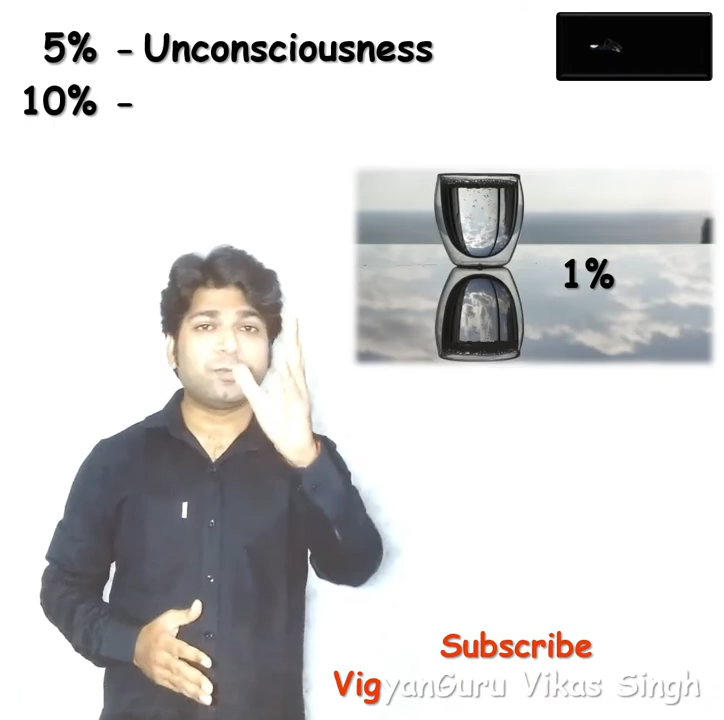 5% - Unconsciousness
10% -
1%
Subscribe
VigyanGuru Vikas Singh